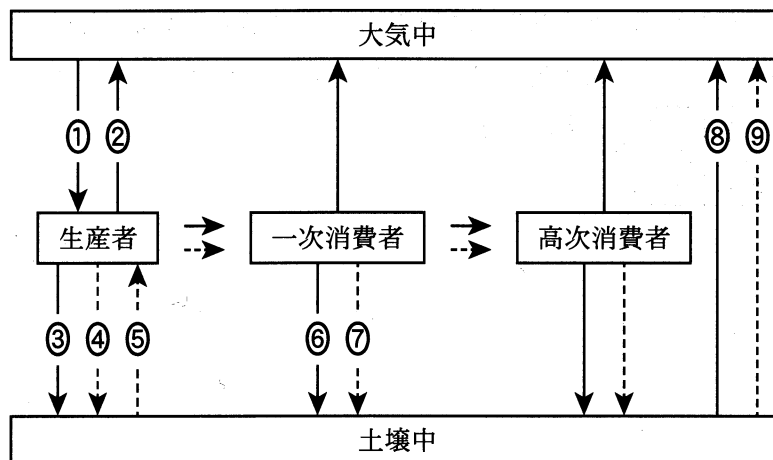 大気中
① ② ⑧ ⑨
生産者 一次消費者 高次消費者
③ ④ ⑤ ⑥ ⑦
土壌中